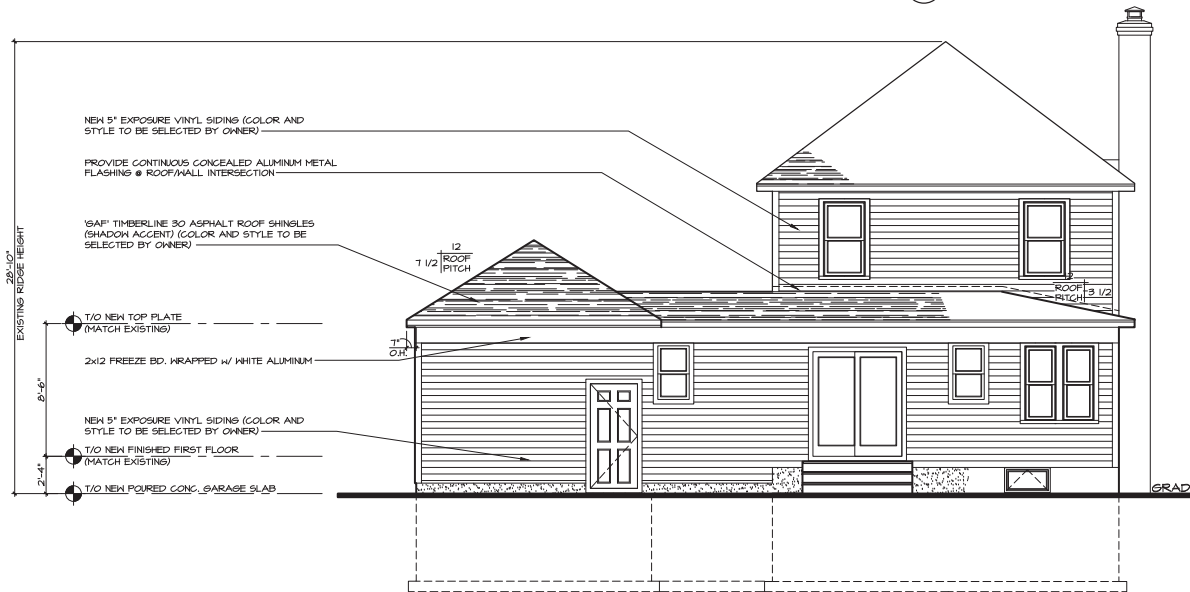 NEW 5" EXPOSURE VINYL SIDING (COLOR AND
STYLE TO BE SELECTED BY OWNER)
PROVIDE CONTINUOUS CONCEALED ALUMINUM METAL
FLASHING @ ROOF/WALL INTERSECTION
'GAF' TIMBERLINE 30 ASPHALT ROOF SHINGLES
(SHADOW ACCENT) (COLOR AND STYLE TO BE
SELECTED BY OWNER)
12
7 1/2
ROOF
PITCH
12
ROOF
PITCH
3 1/2
28'-10"
EXISTING RIDGE HEIGHT
T/O NEW TOP PLATE
(MATCH EXISTING)
7"
O.H.
2x12 FREEZE BD. WRAPPED W/ WHITE ALUMINUM
8'-6"
NEW 5" EXPOSURE VINYL SIDING (COLOR AND
STYLE TO BE SELECTED BY OWNER)
T/O NEW FINISHED FIRST FLOOR
(MATCH EXISTING)
2'-4"
T/O NEW POURED CONC. GARAGE SLAB
GRAD